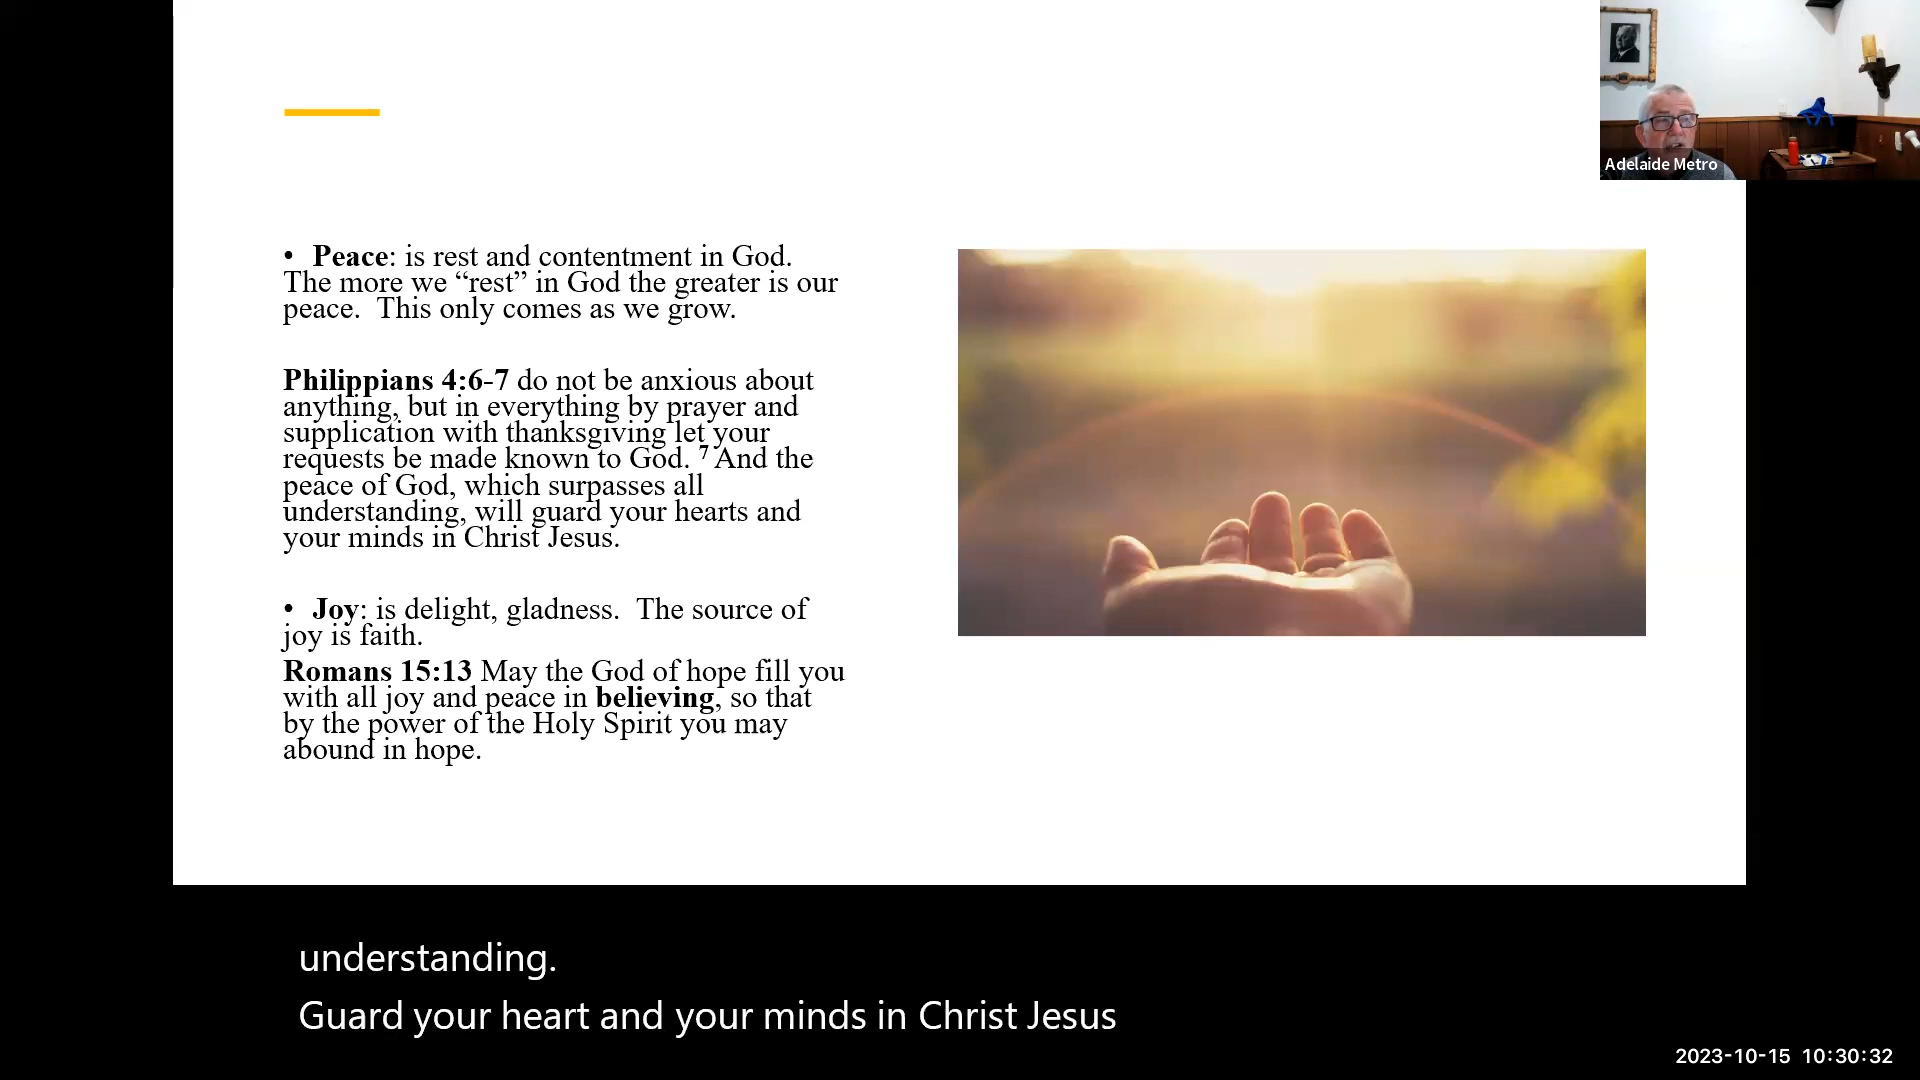 Adelaide Metro
• Peace: is rest and contentment in God.
The more we “rest” in God the greater is our
peace.  This only comes as we grow.
Philippians 4:6-7 do not be anxious about
anything, but in everything by prayer and
supplication with thanksgiving let your
requests be made known to God. ⁷ And the
peace of God, which surpasses all
understanding, will guard your hearts and
your minds in Christ Jesus.
• Joy: is delight, gladness.  The source of
joy is faith.
Romans 15:13 May the God of hope fill you
with all joy and peace in believing, so that
by the power of the Holy Spirit you may
abound in hope.
understanding.
Guard your heart and your minds in Christ Jesus
2023-10-15 10:30:32